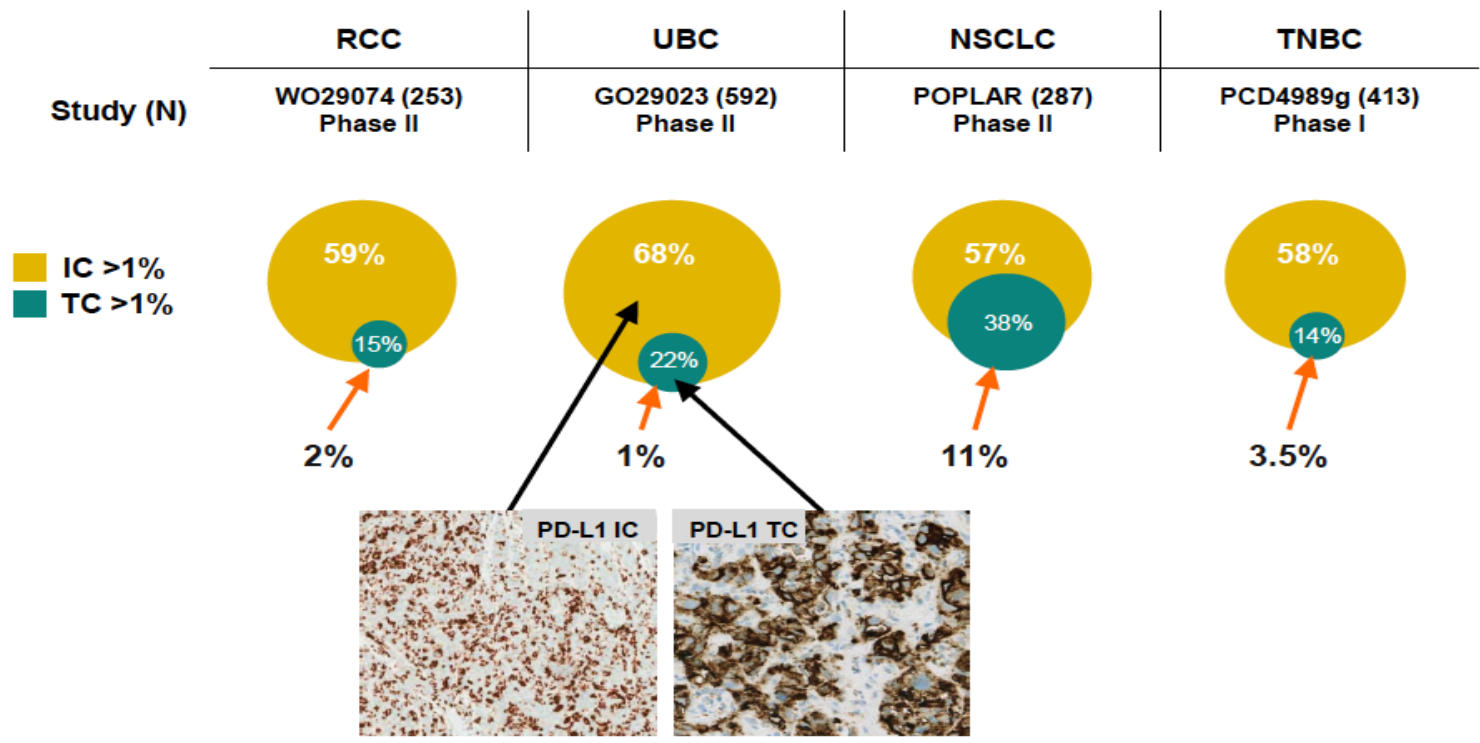 RCC
UBC
NSCLC
TNBC
Study (N)
WO29074 (253)
Phase II
GO29023 (592)
Phase II
POPLAR (287)
Phase II
PCD4989g (413)
Phase I
IC >1%
TC >1%
59%
68%
57%
58%
15%
22%
38%
14%
2%
1%
11%
3.5%
PD-L1 IC
PD-L1 TC